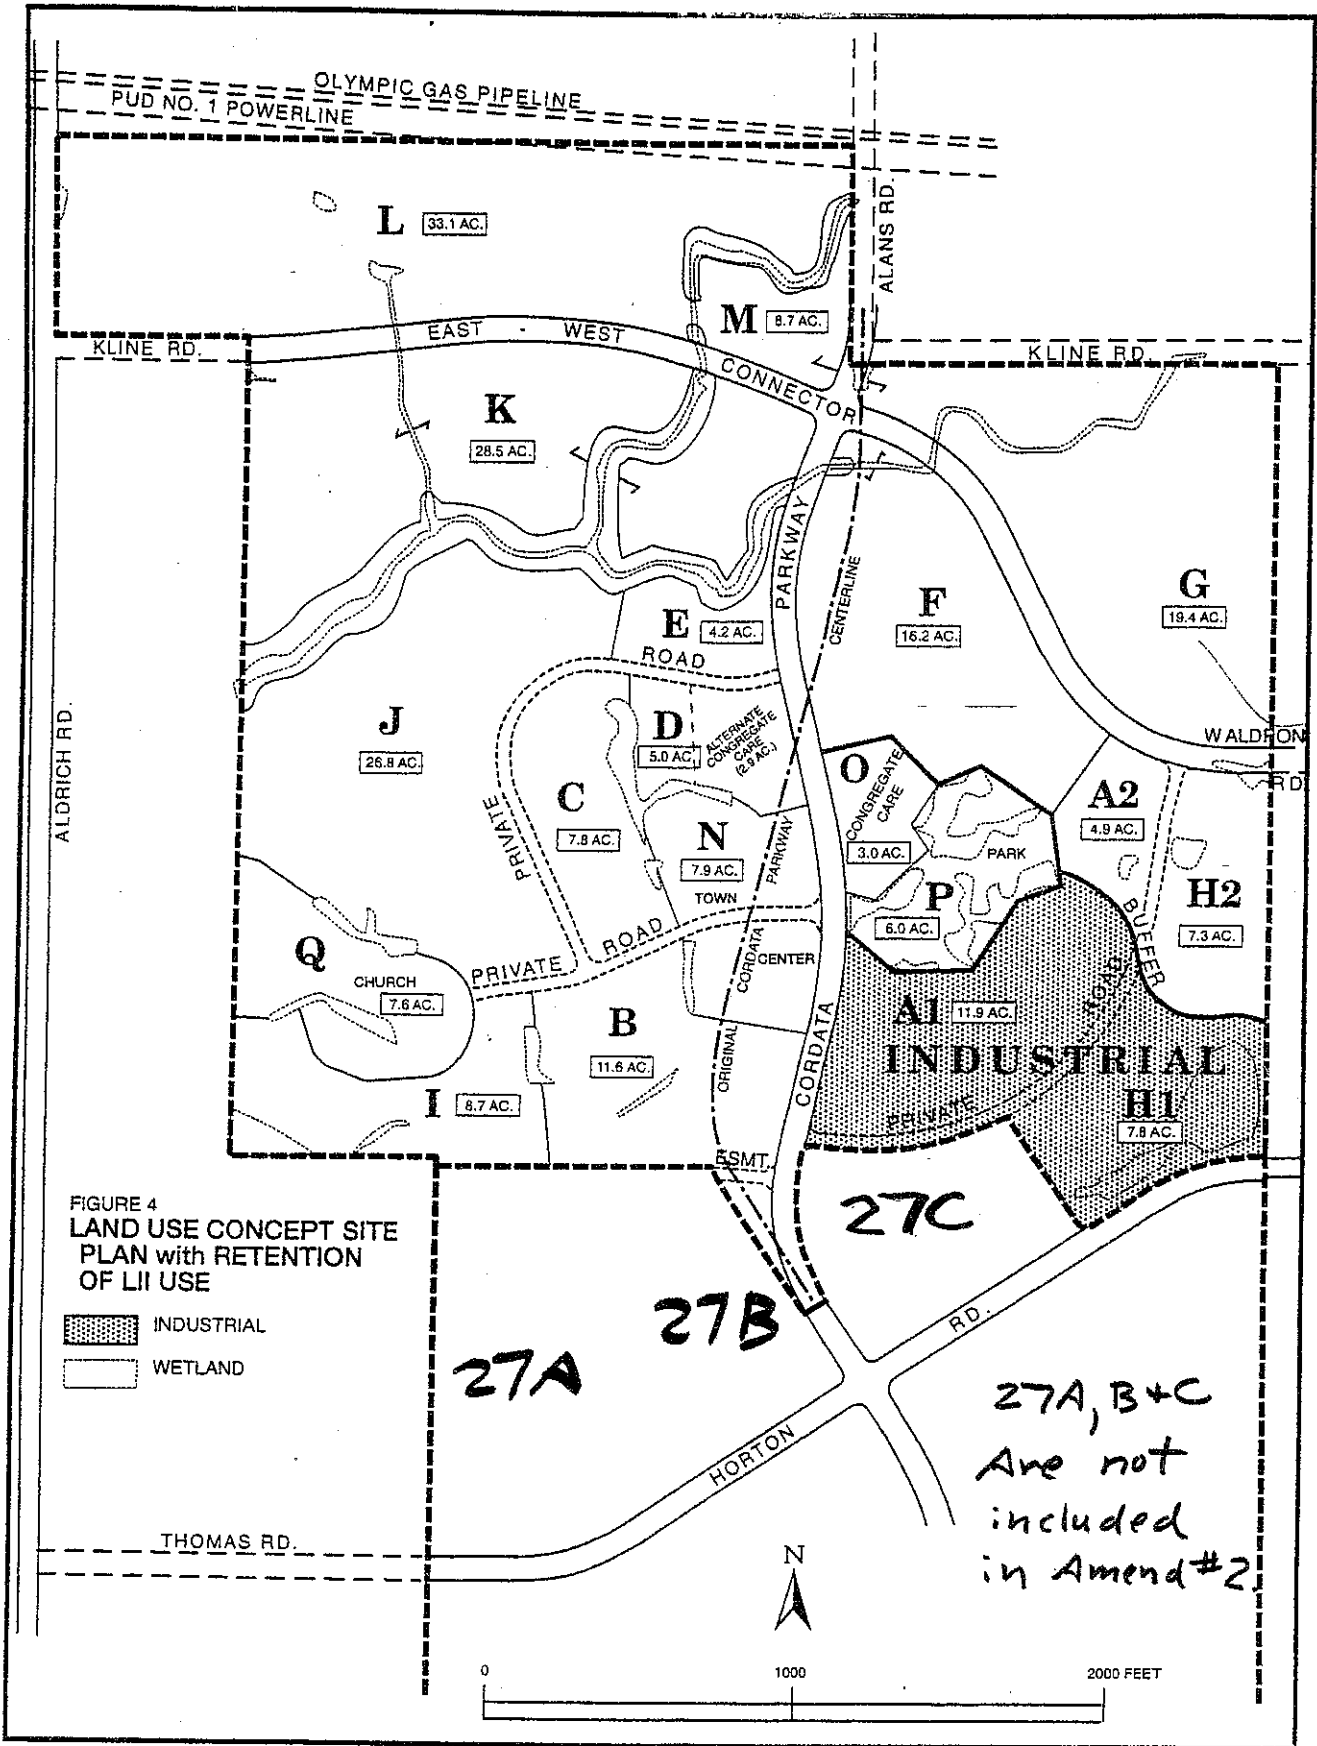 OLYMPIC GAS PIPELINE
PUD NO. 1 POWERLINE
ALANS RD.
L
33.1 AC.
M
8.7 AC.
EAST - WEST CONNECTOR
KLINE RD.
KLINE RD.
K
28.5 AC.
PARKWAY
CENTERLINE
F
16.2 AC.
G
19.4 AC.
E
4.2 AC.
ROAD
J
26.8 AC.
ALDRICH RD.
D
5.0 AC.
ALTERNATE
CONGREGATE
CARE
(2.9 AC.)
WALDRON
RD
O
CONGREGATE
CARE
3.0 AC.
A2
4.9 AC.
C
7.8 AC.
PRIVATE
N
7.9 AC.
TOWN
PARKWAY
PARK
P
6.0 AC.
H2
7.3 AC.
BUFFER
Q
CHURCH
7.6 AC.
PRIVATE ROAD
CORDATA
CENTER
ROAD
A1
11.9 AC.
B
11.6 AC.
ORIGINAL
CORDATA
INDUSTRIAL
I
8.7 AC.
PRIVATE
H1
7.8 AC.
ESMT.
27C
FIGURE 4
LAND USE CONCEPT SITE
PLAN with RETENTION
OF LII USE
INDUSTRIAL
WETLAND
27B
27A
RD.
HORTON
27A, B+C
Are not
included
in Amend #2.
THOMAS RD.
N
0 1000 2000 FEET